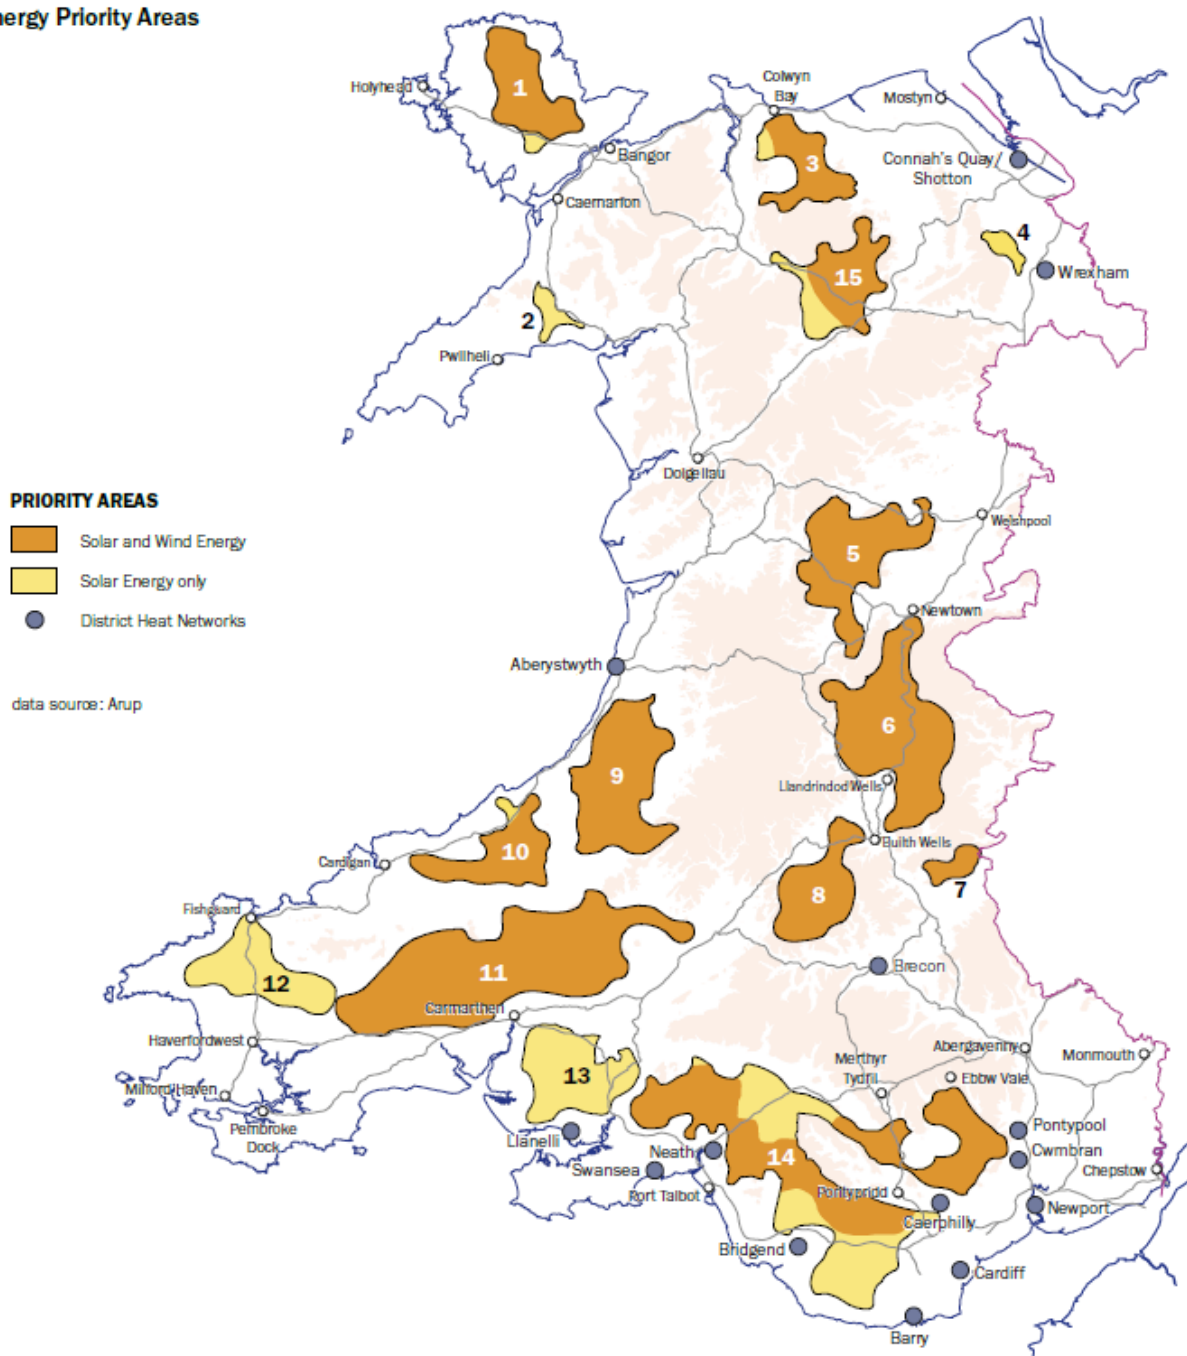 nergy Priority Areas
Holyhead
1
Colwyn
Bay
Mostyn
Bangor
3
Connah's Quay/
Shotton
Caernarfon
4
15
Wrexham
2
Pwllheli
Dolgellau
PRIORITY AREAS
Solar and Wind Energy
Solar Energy only
District Heat Networks
data source: Arup
Welshpool
5
Newtown
Aberystwyth
6
9
Llandrindod Wells
Builth Wells
10
Cardigan
7
8
Fishguard
11
12
Brecon
Carmarthen
Haverfordwest
Abergavenny
Monmouth
Merthyr
Tydfil
Ebbw Vale
13
Milford Haven
Pembroke
Dock
Pontypool
Llanelli
Neath
Cwmbran
14
Swansea
Chepstow
Port Talbot
Pontypridd
Caerphilly
Newport
Bridgend
Cardiff
Barry